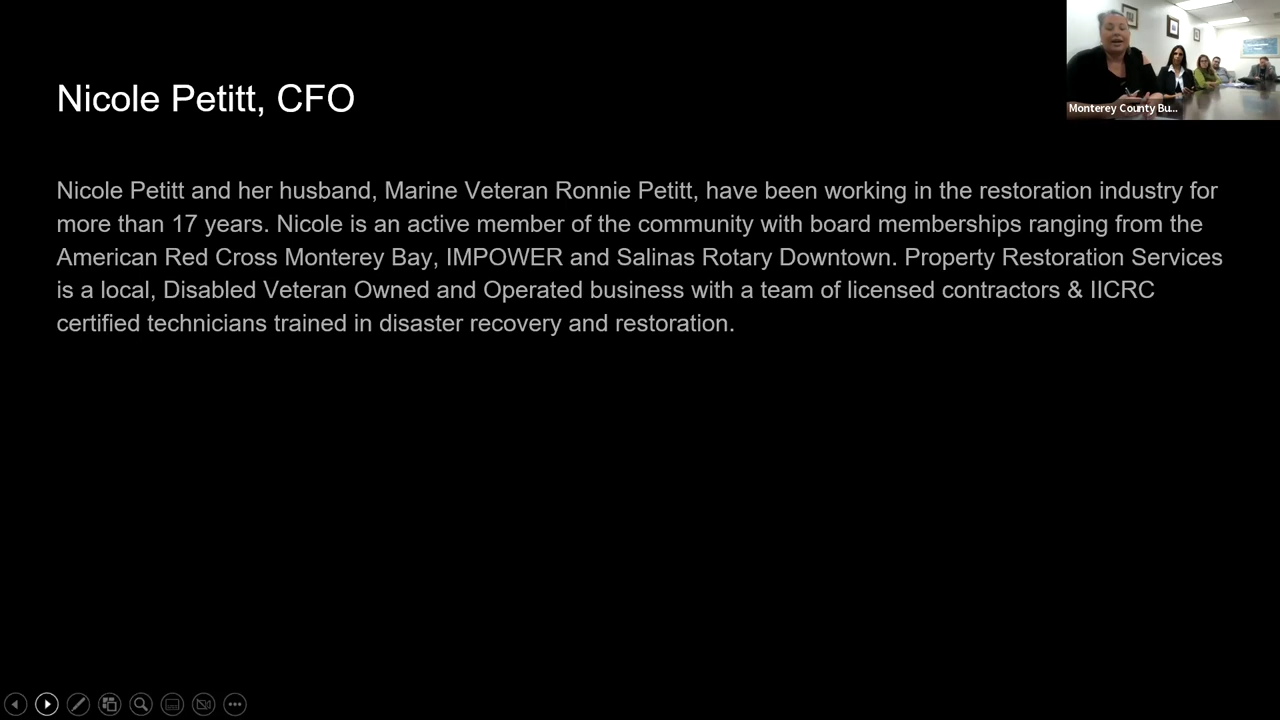 Nicole Petitt, CFO
Monterey County Bu...
Nicole Petitt and her husband, Marine Veteran Ronnie Petitt, have been working in the restoration industry for
more than 17 years. Nicole is an active member of the community with board memberships ranging from the
American Red Cross Monterey Bay, IMPOWER and Salinas Rotary Downtown. Property Restoration Services
is a local, Disabled Veteran Owned and Operated business with a team of licensed contractors & IICRC
certified technicians trained in disaster recovery and restoration.